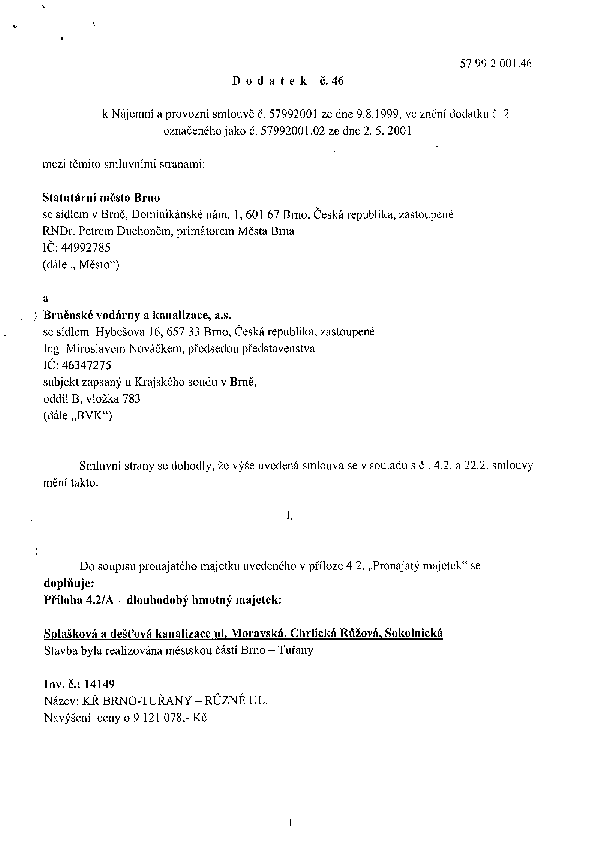 57 99 2 001.46
D o d a t e k č. 46
k Nájemní a provozní smlouvě č. 57992001 ze dne 9.8.1999, ve znění dodatku č. 2
označeného jako č. 57992001.02 ze dne 2. 5. 2001
mezi těmito smluvními stranami:
Statutární město Brno
se sídlem v Brně, Dominikánské nám. 1, 601 67 Brno, Česká republika, zastoupené
RNDr. Petrem Duchoněm, primátorem Města Brna
IČ: 44992785
(dále „ Město“)
a
Brněnské vodárny a kanalizace, a.s.
se sídlem Hybešova 16, 657 33 Brno, Česká republika, zastoupené
Ing. Miroslavem Nováčkem, předsedou představenstva
IČ: 46347275
subjekt zapsaný u Krajského soudu v Brně,
oddíl B, vložka 783
(dále „BVK“)
Smluvní strany se dohodly, že výše uvedená smlouva se v souladu s čl. 4.2. a 22.2. smlouvy
mění takto.
I.
Do soupisu pronajatého majetku uvedeného v příloze 4.2. „Pronajatý majetek“ se
doplňuje:
Příloha 4.2/A - dlouhodobý hmotný majetek:
Splašková a dešťová kanalizace ul. Moravská, Chrlická Růžová, Sokolnická
Stavba byla realizována městskou částí Brno – Tuřany
Inv. č.: 14149
Název: KŘ BRNO-TUŘANY – RŮZNÉ UL.
Navýšení ceny o 9 121 078,- Kč
1